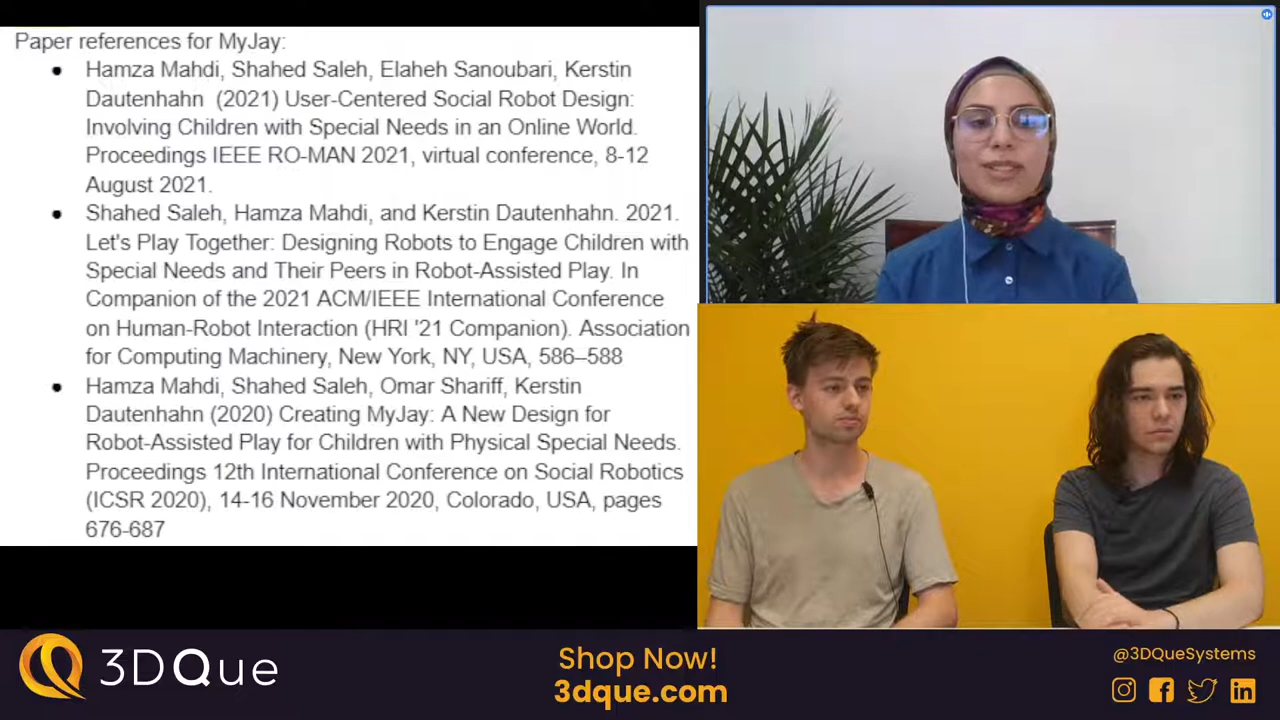 Paper references for MyJay:
● Hamza Mahdi, Shahed Saleh, Elaheh Sanoubari, Kerstin
Dautenhahn (2021) User-Centered Social Robot Design:
Involving Children with Special Needs in an Online World.
Proceedings IEEE RO-MAN 2021, virtual conference, 8-12
August 2021.
● Shahed Saleh, Hamza Mahdi, and Kerstin Dautenhahn. 2021.
Let's Play Together: Designing Robots to Engage Children with
Special Needs and Their Peers in Robot-Assisted Play. In
Companion of the 2021 ACM/IEEE International Conference
on Human-Robot Interaction (HRI '21 Companion). Association
for Computing Machinery, New York, NY, USA, 586–588
● Hamza Mahdi, Shahed Saleh, Omar Shariff, Kerstin
Dautenhahn (2020) Creating MyJay: A New Design for
Robot-Assisted Play for Children with Physical Special Needs.
Proceedings 12th International Conference on Social Robotics
(ICSR 2020), 14-16 November 2020, Colorado, USA, pages
676-687
3DQue
Shop Now!
3dque.com
@3DQueSystems